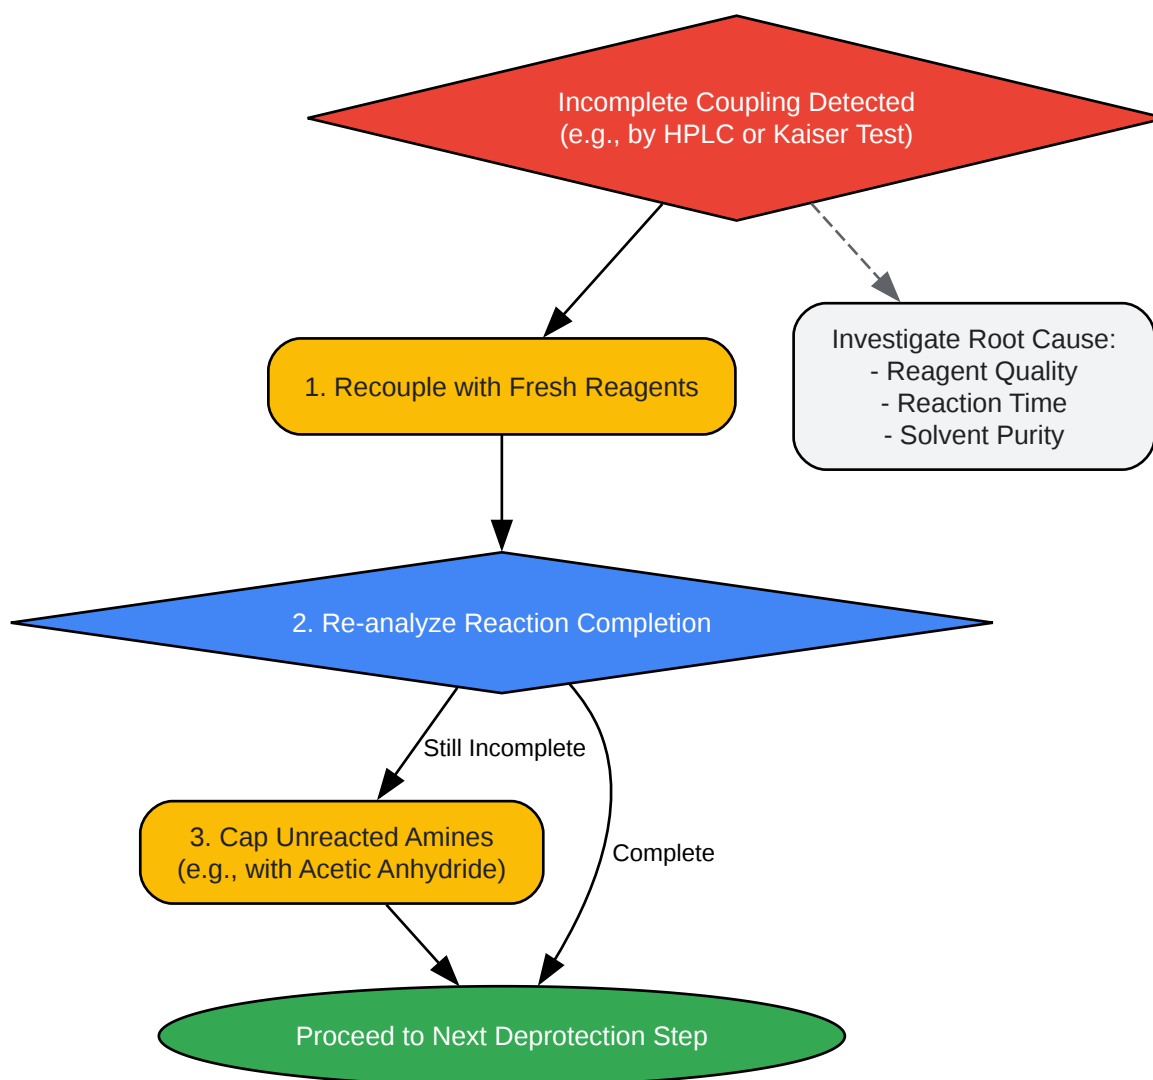 Incomplete Coupling Detected
(e.g., by HPLC or Kaiser Test)
Investigate Root Cause:
- Reagent Quality
- Reaction Time
- Solvent Purity
1. Recouple with Fresh Reagents
2. Re-analyze Reaction Completion
Still Incomplete
3. Cap Unreacted Amines
(e.g., with Acetic Anhydride)
Complete
Proceed to Next Deprotection Step